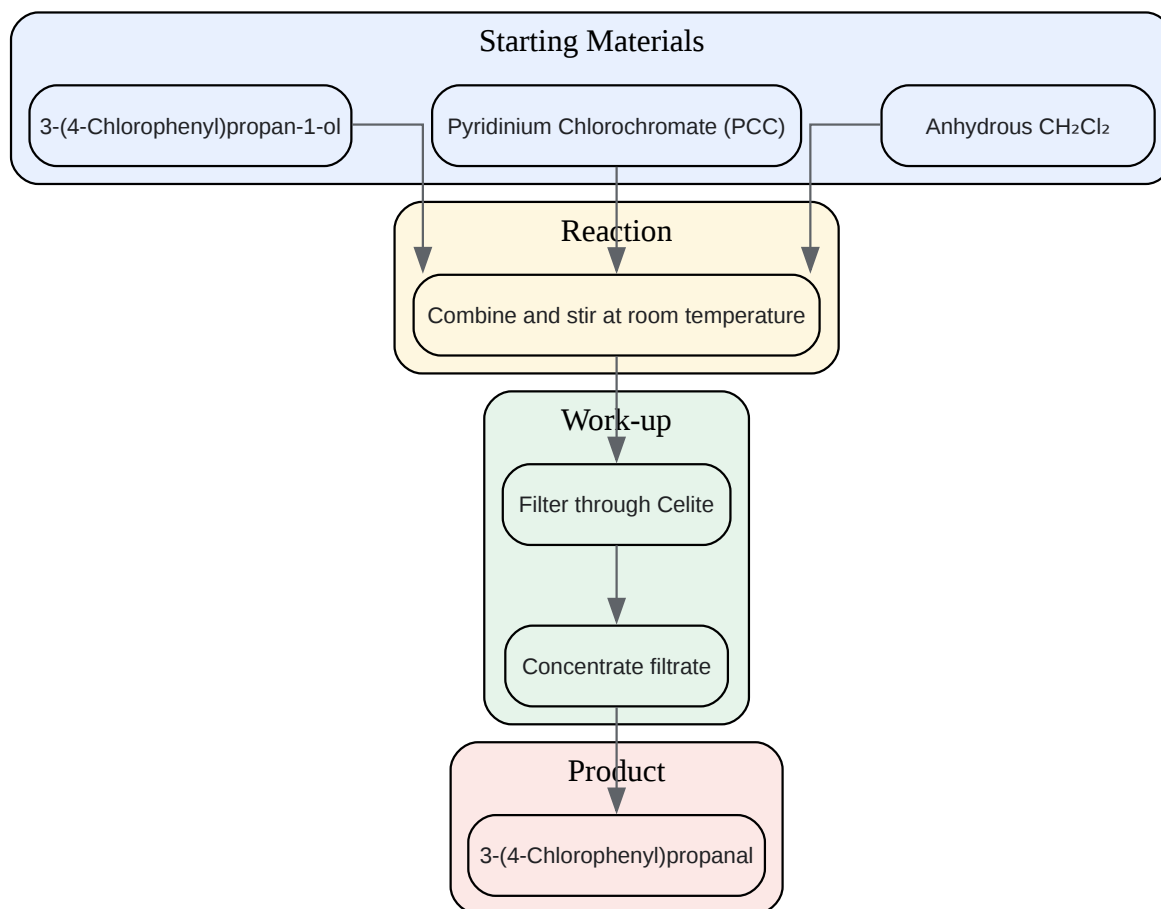 Starting Materials
3-(4-Chlorophenyl)propan-1-ol
Pyridinium Chlorochromate (PCC)
Anhydrous CH₂Cl₂
Reaction
Combine and stir at room temperature
Work-up
Filter through Celite
Concentrate filtrate
Product
3-(4-Chlorophenyl)propanal